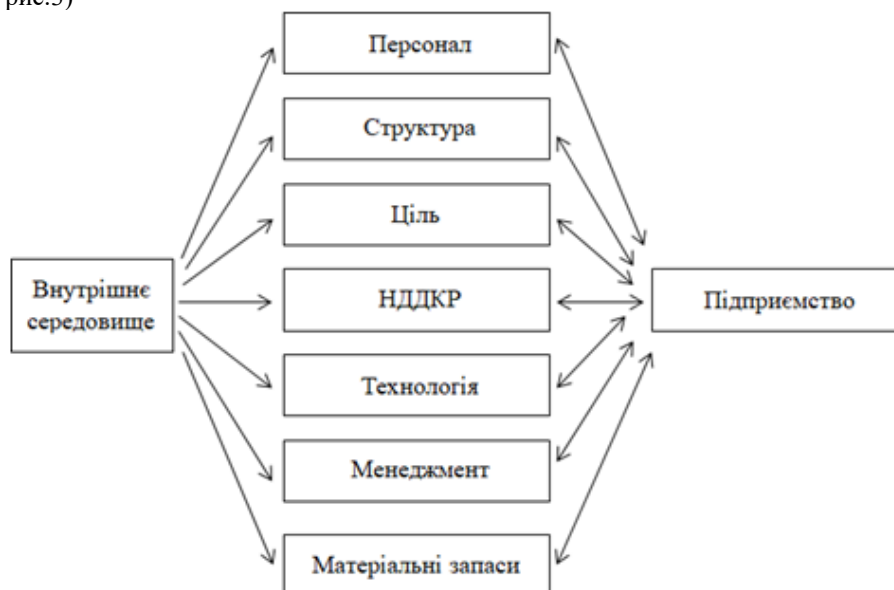 рис.3)
Персонал
Структура
Ціль
Внутрішнє
середовище
НДДКР
Підприємство
Технологія
Менеджмент
Матеріальні запаси